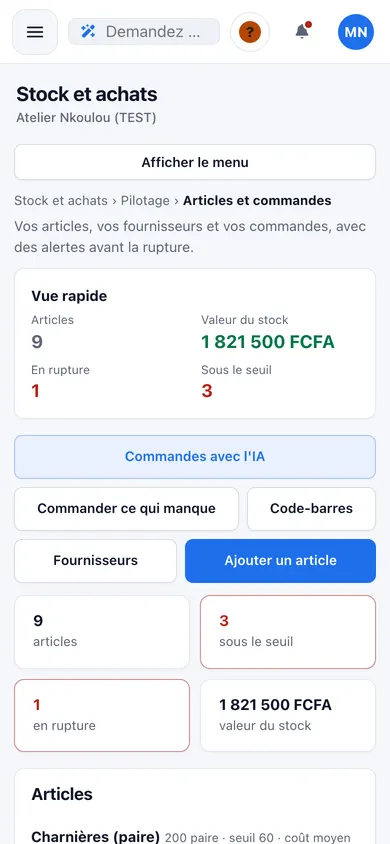 Demandez ...
?
MN
Stock et achats
Atelier Nkoulou (TEST)
Afficher le menu
Stock et achats › Pilotage › Articles et commandes
Vos articles, vos fournisseurs et vos commandes, avec
des alertes avant la rupture.
Vue rapide
Articles
Valeur du stock
9
1 821 500 FCFA
En rupture
Sous le seuil
1
3
Commandes avec l'IA
Commander ce qui manque
Code-barres
Fournisseurs
Ajouter un article
9
articles
3
sous le seuil
1
en rupture
1 821 500 FCFA
valeur du stock
Articles
Charnières (paire) 200 paire · seuil 60 · coût moyen